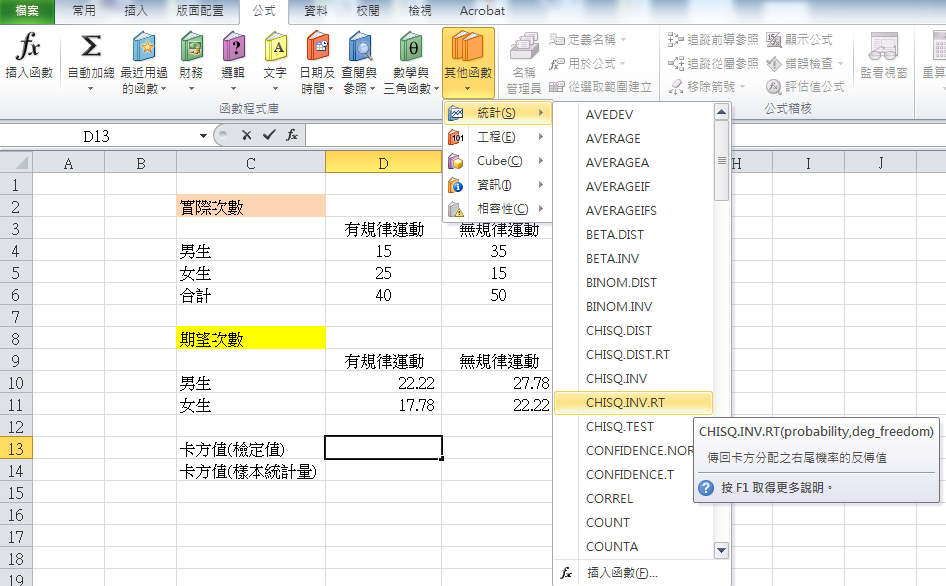 檔案 常用 插入 版面配置 公式 資料 校閱 檢視 Acrobat
fx Σ ? A θ
插入函數 自動加總 最近用過的函數 財務 邏輯 文字 日期及時間 查閱與參照 數學與三角函數 其他函數
名稱管理員 定義名稱 用於公式 從選取範圍建立
追蹤前導參照 追蹤從屬參照 移除箭號 顯示公式 錯誤檢查 評估值公式 監看視窗 重算
函數程式庫 公式稽核
D13 fx
A B C D H I J
1
2 實際次數
3 有規律運動 無規律運動
4 男生 15 35
5 女生 25 15
6 合計 40 50
7
8 期望次數
9 有規律運動 無規律運動
10 男生 22.22 27.78
11 女生 17.78 22.22
12
13 卡方值(檢定值)
14 卡方值(樣本統計量)
15
16
17
18
19
統計(S)
工程(E)
Cube(C)
資訊(I)
相容性(C)
AVEDEV
AVERAGE
AVERAGEA
AVERAGEIF
AVERAGEIFS
BETA.DIST
BETA.INV
BINOM.DIST
BINOM.INV
CHISQ.DIST
CHISQ.DIST.RT
CHISQ.INV
CHISQ.INV.RT
CHISQ.TEST
CONFIDENCE.NOR
CONFIDENCE.T
CORREL
COUNT
COUNTA
fx 插入函數(F)...
CHISQ.INV.RT(probability,deg_freedom)
傳回卡方分配之右尾機率的反傳值
按 F1 取得更多說明。